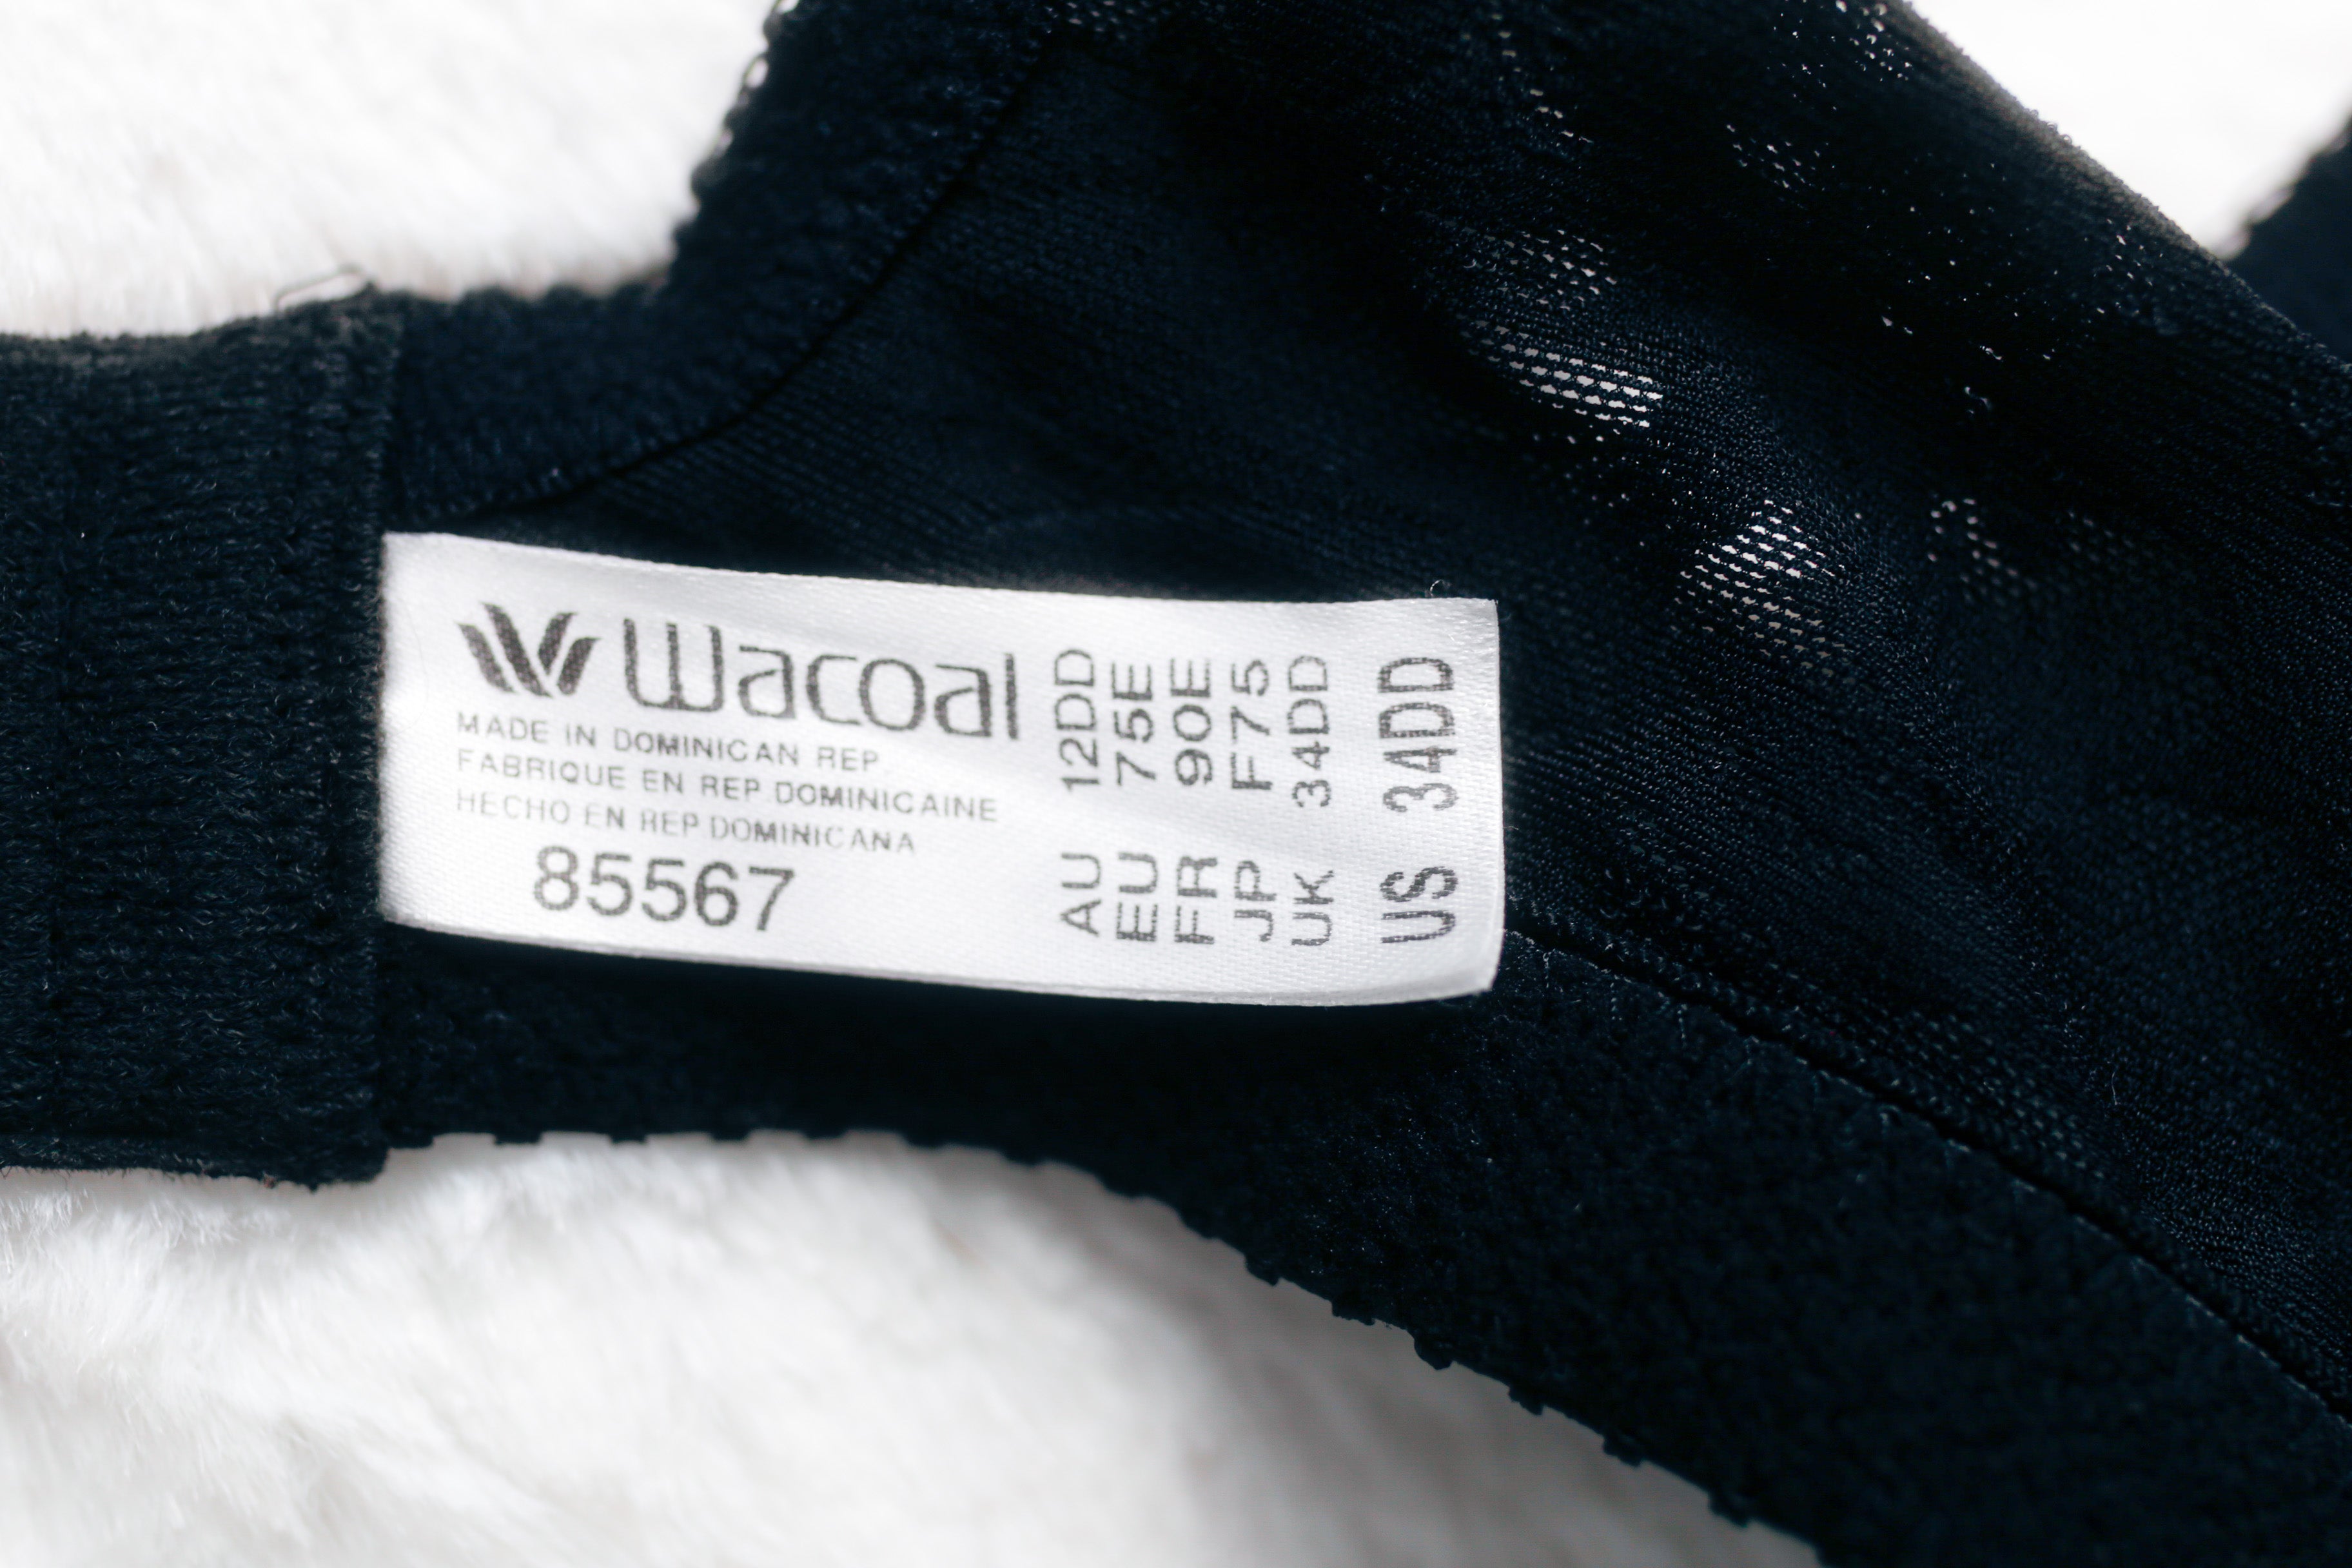 Wacoal
MADE IN DOMINICAN REP.
FABRIQUE EN REP.DOMINICAINE
HECHO EN REP.DOMINICANA
85567
AU 12DD
EU 75E
FR 90E
JP F75
UK 34DD
US 34DD